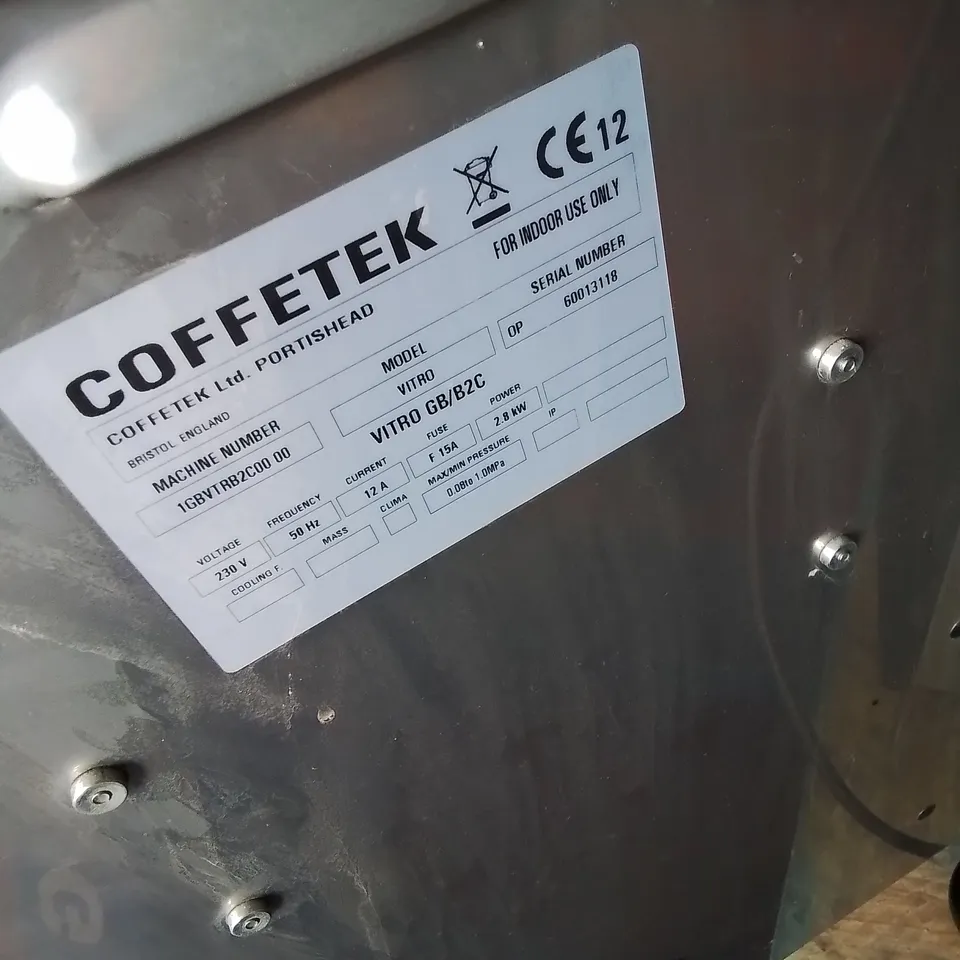 CE 12
COFFETEK
FOR INDOOR USE ONLY
COFFETEK Ltd. PORTISHEAD
BRISTOL ENGLAND
MACHINE NUMBER
1GBVTRB2C00 00
MODEL
VITRO
VITRO GB/B2C
SERIAL NUMBER
OP 60013118
VOLTAGE FREQUENCY CURRENT FUSE POWER
230 V 50 Hz 12 A F 15A 2.8 kW
COOLING F. MASS CLIMA MAX/MIN PRESSURE IP
0.08to 1.0MPa
G